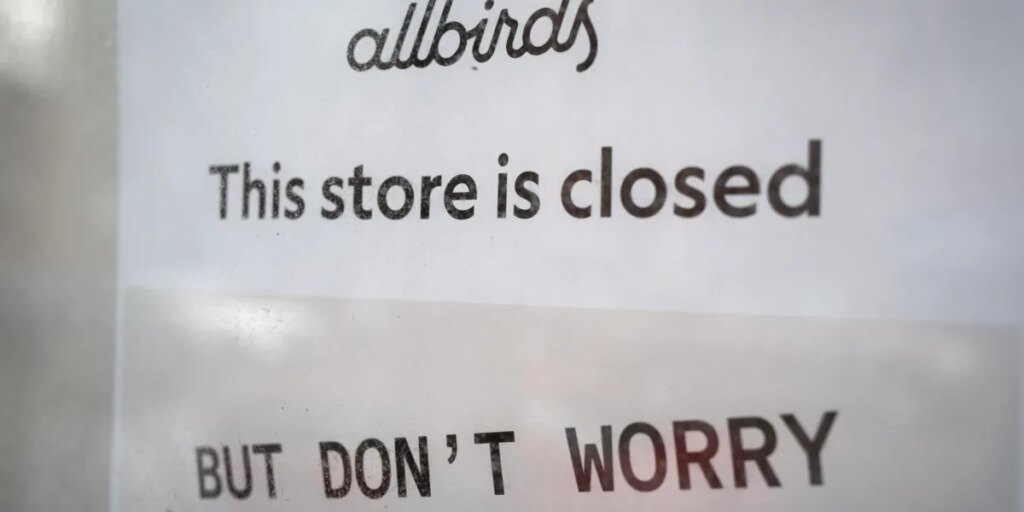 allbirds
This store is closed
BUT DON'T WORRY